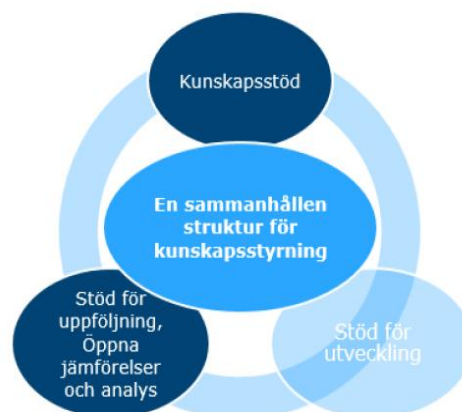 Kunskapsstöd
En sammanhållen
struktur för
kunskapsstyrning
Stöd för
uppföljning,
Öppna
jämförelser
och analys
Stöd för
utveckling